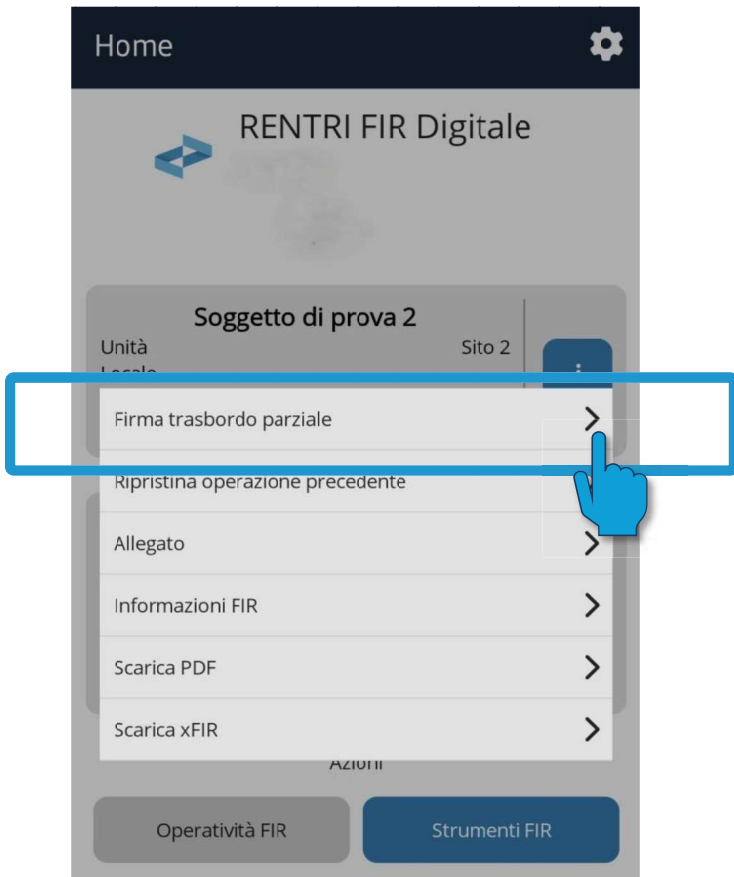 Home
RENTRI FIR Digitale
Soggetto di prova 2
Unità Sito 2
Locale
Firma trasbordo parziale
Ripristina operazione precedente
Allegato
Informazioni FIR
Scarica PDF
Scarica xFIR
Azioni
Operatività FIR
Strumenti FIR